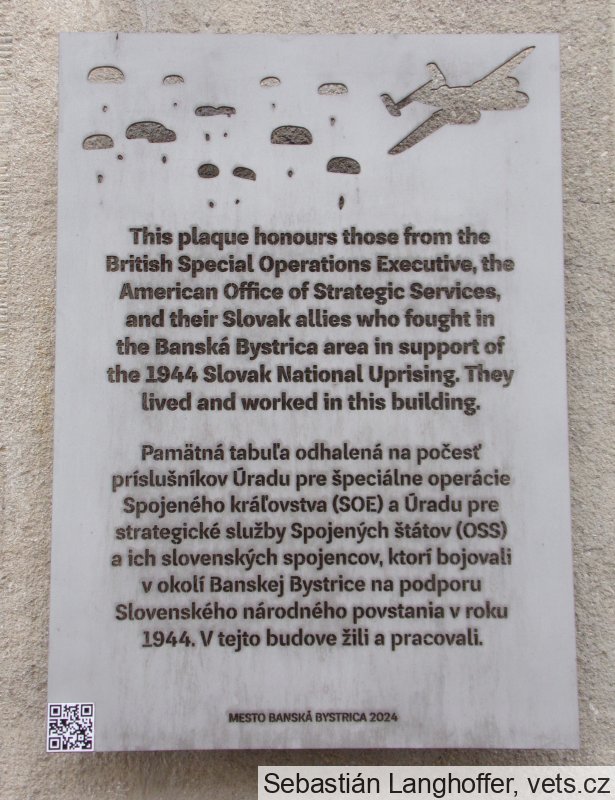 This plaque honours those from the
British Special Operations Executive, the
American Office of Strategic Services,
and their Slovak allies who fought in
the Banská Bystrica area in support of
the 1944 Slovak National Uprising. They
lived and worked in this building.
Pamätná tabuľa odhalená na počesť
príslušníkov Úradu pre špeciálne operácie
Spojeného kráľovstva (SOE) a Úradu pre
strategické služby Spojených štátov (OSS)
a ich slovenských spojencov, ktorí bojovali
v okolí Banskej Bystrice na podporu
Slovenského národného povstania v roku
1944. V tejto budove žili a pracovali.
MESTO BANSKÁ BYSTRICA 2024
Sebastián Langhoffer, vets.cz